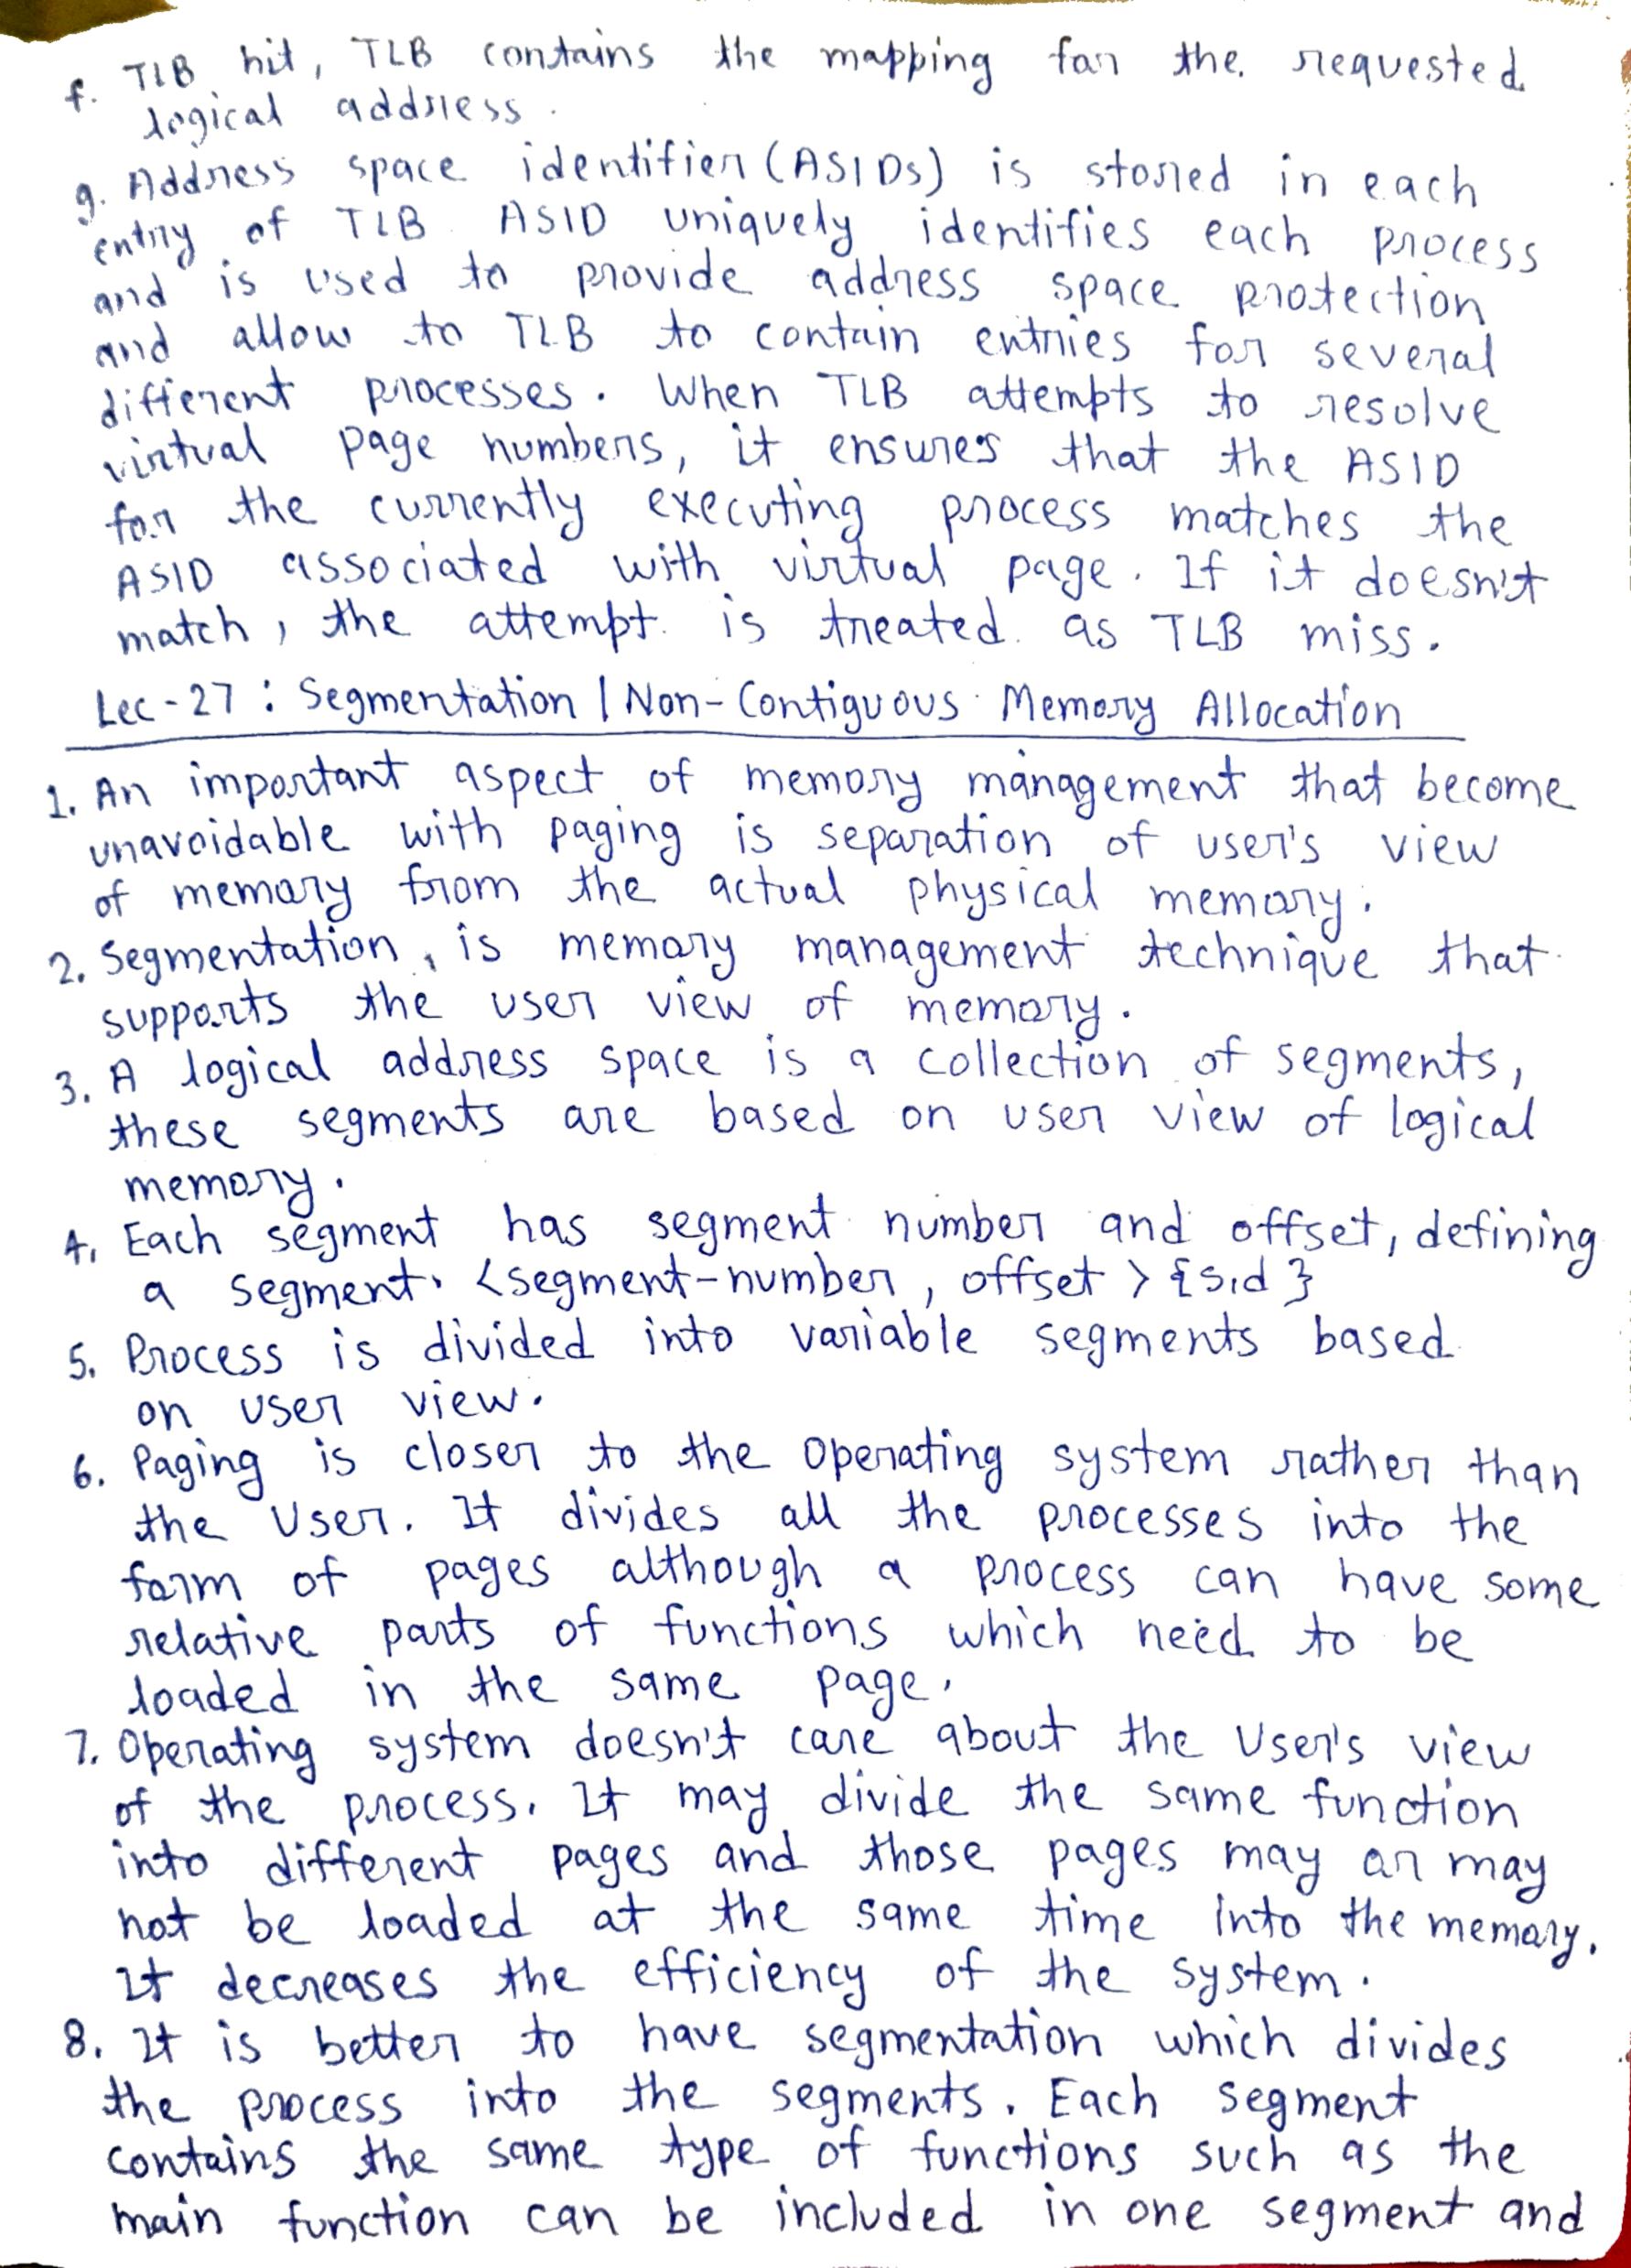 f. TLB hit, TLB contains the mapping for the requested
logical address.
g. Address space identifier (ASIDs) is stored in each
entry of TLB. ASID uniquely identifies each process
and is used to provide address space protection
and allow to TLB to contain entries for several
different processes. When TLB attempts to resolve
virtual page numbers, it ensures that the ASID
for the currently executing process matches the
ASID associated with virtual page. If it doesn't
match, the attempt is treated as TLB miss.
Lec-27: Segmentation | Non-Contiguous Memory Allocation
1. An important aspect of memory management that become
unavoidable with paging is separation of user's view
of memory from the actual physical memory.
2. Segmentation, is memory management technique that
supports the user view of memory.
3. A logical address space is a collection of segments,
these segments are based on user view of logical
memory.
4. Each segment has segment number and offset, defining
a segment. <segment-number, offset> {s,d}
5. Process is divided into variable segments based
on user view.
6. Paging is closer to the Operating system rather than
the User. It divides all the processes into the
form of pages although a process can have some
relative parts of functions which need to be
loaded in the same page.
7. Operating system doesn't care about the User's view
of the process. It may divide the same function
into different pages and those pages may or may
not be loaded at the same time into the memory.
It decreases the efficiency of the system.
8. It is better to have segmentation which divides
the process into the segments. Each segment
contains the same type of functions such as the
main function can be included in one segment and